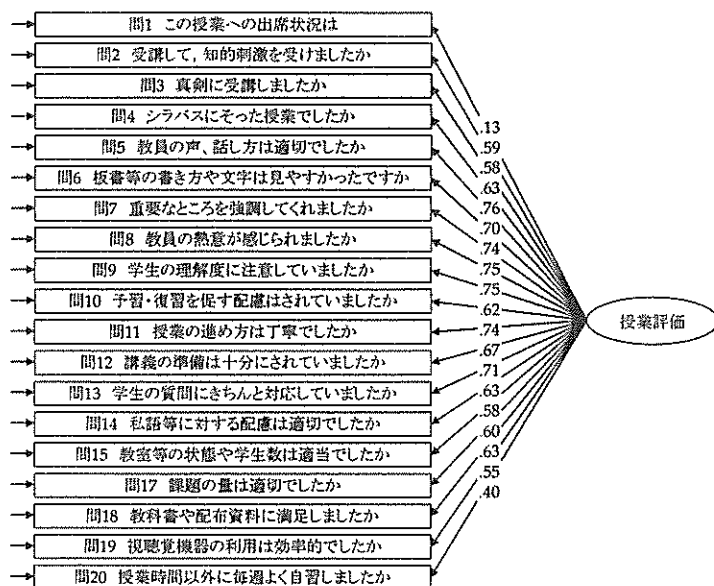 問1 この授業への出席状況は
問2 受講して，知的刺激を受けましたか
問3 真剣に受講しましたか
問4 シラバスにそった授業でしたか
問5 教員の声、話し方は適切でしたか
問6 板書等の書き方や文字は見やすかったですか
問7 重要なところを強調してくれましたか
問8 教員の熱意が感じられましたか
問9 学生の理解度に注意していましたか
問10 予習・復習を促す配慮はされていましたか
問11 授業の進め方は丁寧でしたか
問12 講義の準備は十分にされていましたか
問13 学生の質問にきちんと対応していましたか
問14 私語等に対する配慮は適切でしたか
問15 教室等の状態や学生数は適当でしたか
問17 課題の量は適切でしたか
問18 教科書や配布資料に満足しましたか
問19 視聴覚機器の利用は効率的でしたか
問20 授業時間以外に毎週よく自習しましたか
.13
.59
.58
.63
.76
.70
.74
.75
.75
.62
.74
.67
.71
.63
.58
.60
.63
.55
.40
授業評価